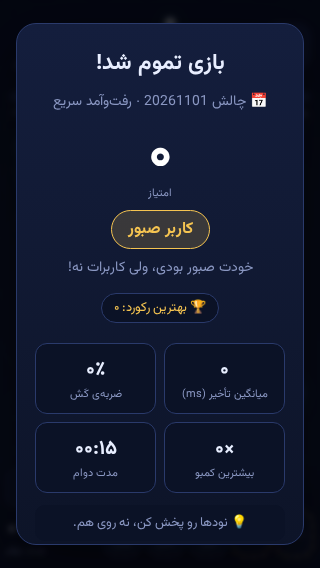 بازی تموم شد!
📅 چالش 20261101 · رفت‌وآمد سریع
۰
امتیاز
کاربر صبور
خودت صبور بودی، ولی کاربرات نه!
🏆 بهترین رکورد: ۰
۰
میانگین تأخیر (ms)
۰٪
ضربه‌ی کَش
۰×
بیشترین کمبو
۰۰:۱۵
مدت دوام
💡 نودها رو پخش کن، نه روی هم.